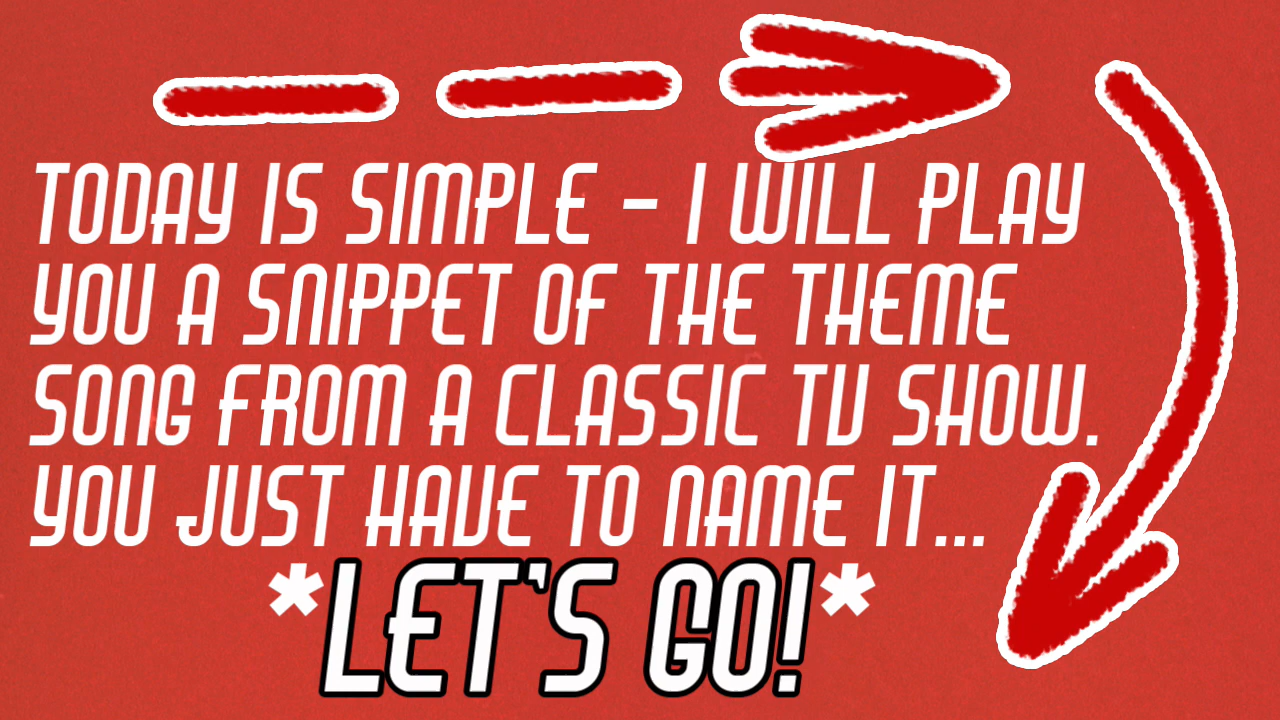 TODAY IS SIMPLE - I WILL PLAY
YOU A SNIPPET OF THE THEME
SONG FROM A CLASSIC TV SHOW.
YOU JUST HAVE TO NAME IT...
*LET'S GO!*